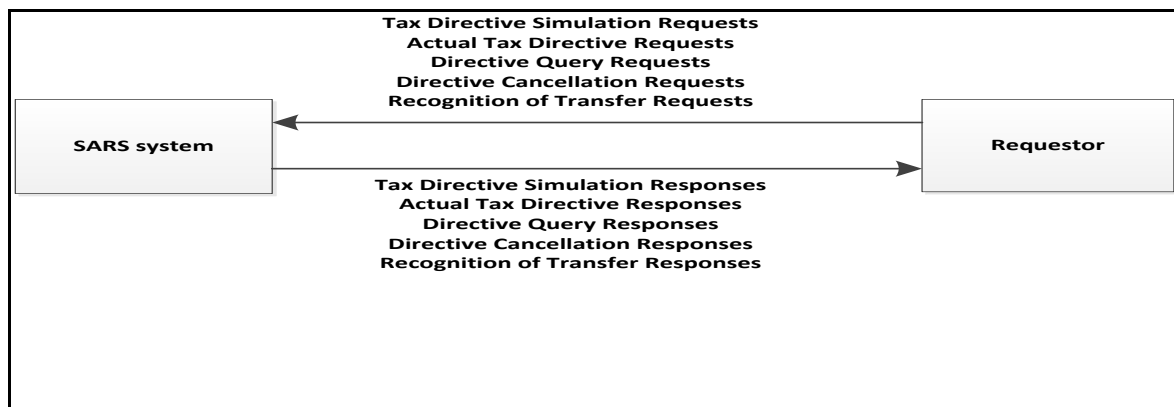 Tax Directive Simulation Requests
Actual Tax Directive Requests
Directive Query Requests
Directive Cancellation Requests
Recognition of Transfer Requests
SARS system
Requestor
Tax Directive Simulation Responses
Actual Tax Directive Responses
Directive Query Responses
Directive Cancellation Responses
Recognition of Transfer Responses